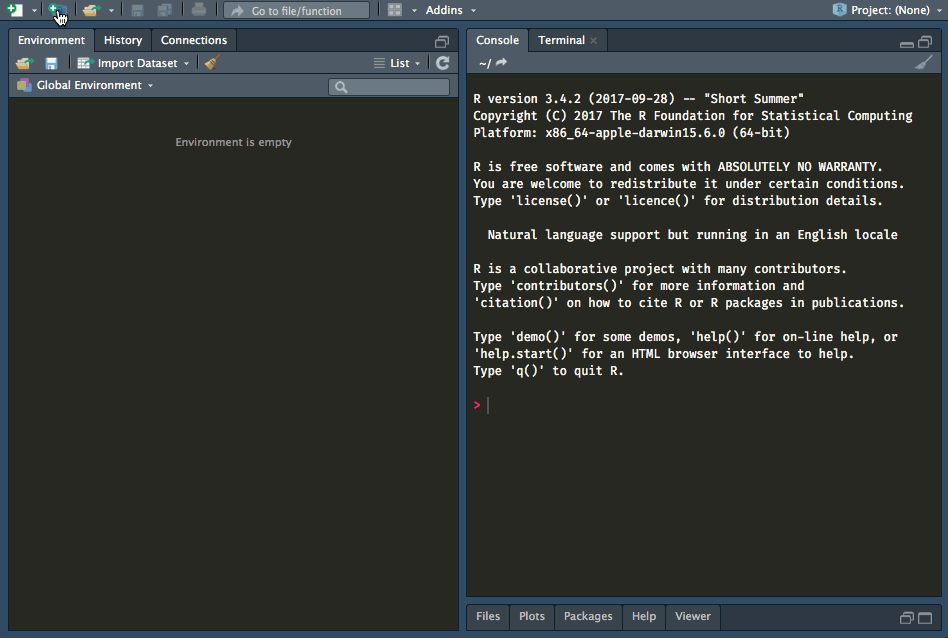 Go to file/function
Addins
Project: (None)
Environment
History
Connections
Import Dataset
List
Global Environment
Environment is empty
Console
Terminal
~/
R version 3.4.2 (2017-09-28) -- "Short Summer"
Copyright (C) 2017 The R Foundation for Statistical Computing
Platform: x86_64-apple-darwin15.6.0 (64-bit)
R is free software and comes with ABSOLUTELY NO WARRANTY.
You are welcome to redistribute it under certain conditions.
Type 'license()' or 'licence()' for distribution details.
Natural language support but running in an English locale
R is a collaborative project with many contributors.
Type 'contributors()' for more information and
'citation()' on how to cite R or R packages in publications.
Type 'demo()' for some demos, 'help()' for on-line help, or
'help.start()' for an HTML browser interface to help.
Type 'q()' to quit R.
>
Files
Plots
Packages
Help
Viewer